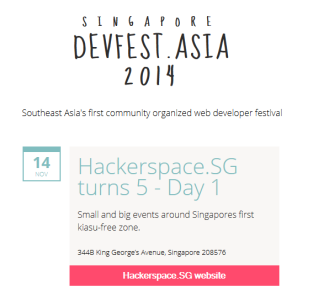 SINGAPORE
DEVFEST.ASIA
2014
Southeast Asia's first community organized web developer festival
14
NOV
Hackerspace.SG
turns 5 - Day 1
Small and big events around Singapores first
kiasu-free zone.
344B King George's Avenue, Singapore 208576
Hackerspace.SG website